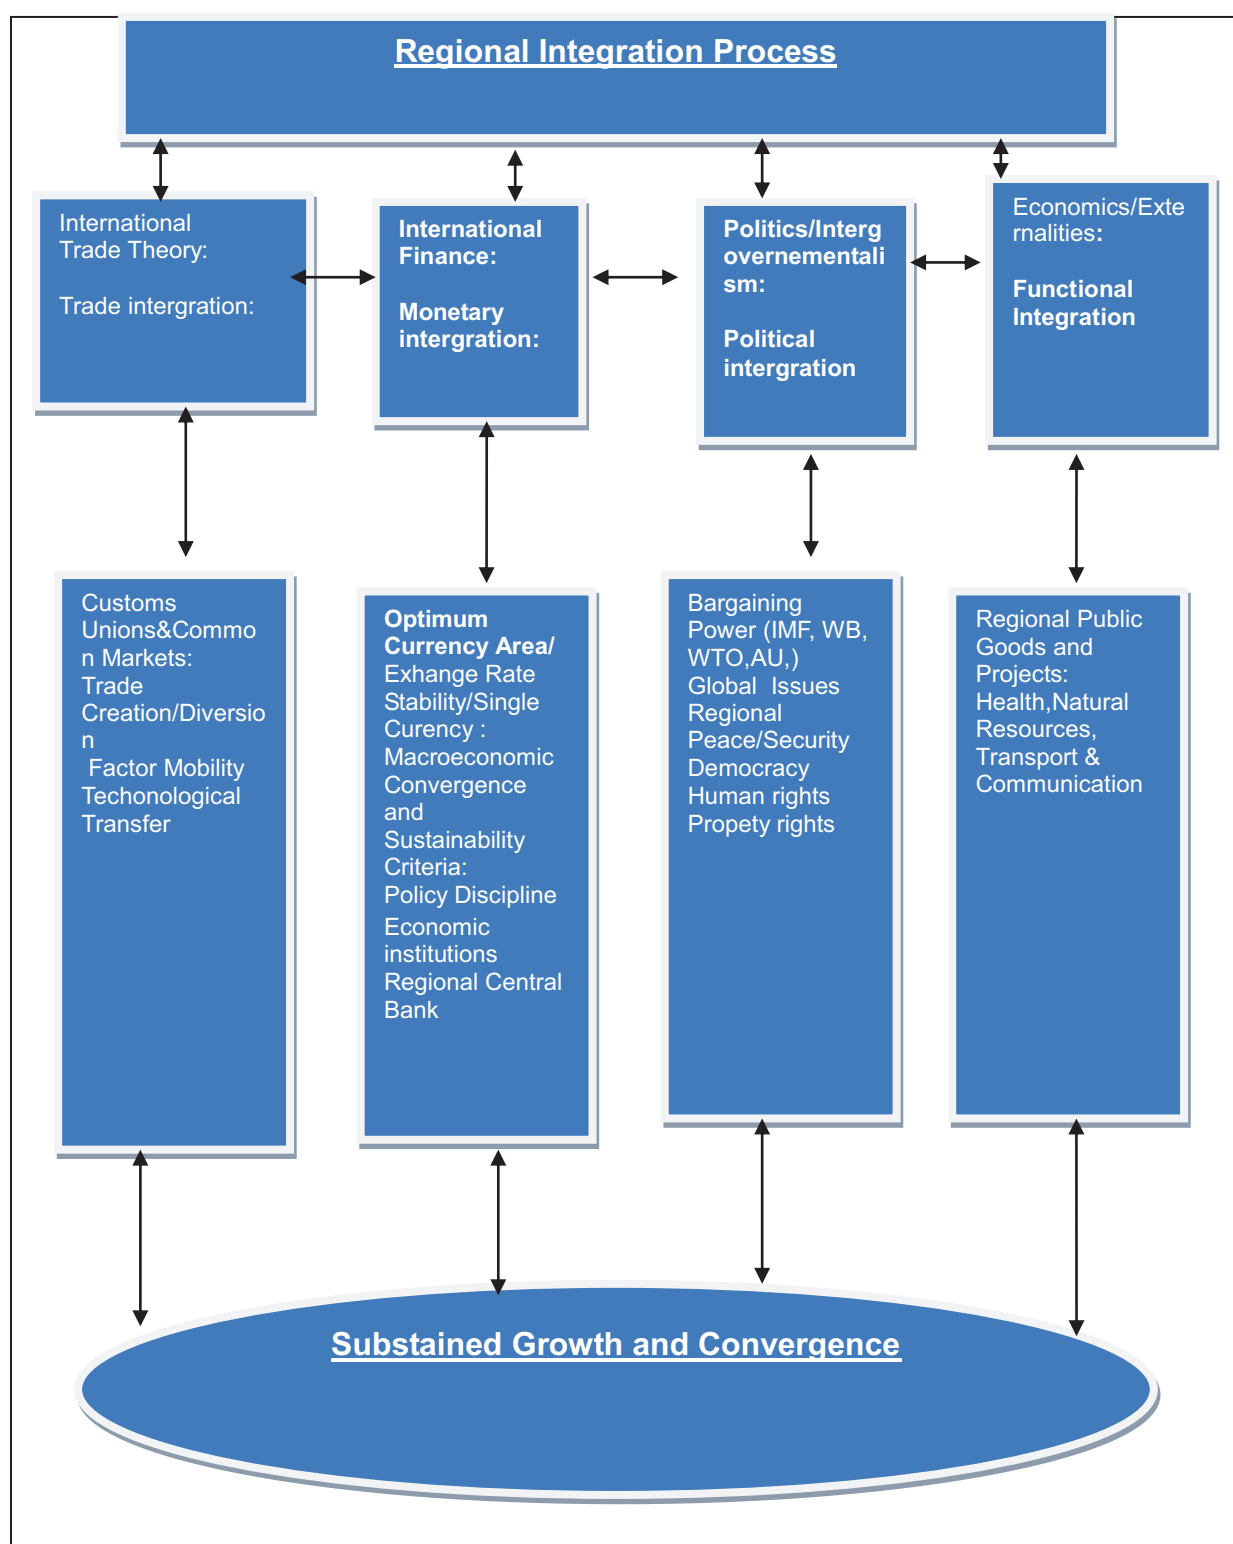 Regional Integration Process
International
Trade Theory:
Trade intergration:
International
Finance:
Monetary
intergration:
Politics/Interg
overnementali
sm:
Political
intergration
Economics/Exte
rnalities:
Functional
Integration
Customs
Unions&Commo
n Markets:
Trade
Creation/Diversio
n
Factor Mobility
Techonological
Transfer
Optimum
Currency Area/
Exhange Rate
Stability/Single
Curency :
Macroeconomic
Convergence
and
Sustainability
Criteria:
Policy Discipline
Economic
institutions
Regional Central
Bank
Bargaining
Power (IMF, WB,
WTO,AU,)
Global Issues
Regional
Peace/Security
Democracy
Human rights
Propety rights
Regional Public
Goods and
Projects:
Health,Natural
Resources,
Transport &
Communication
Substained Growth and Convergence